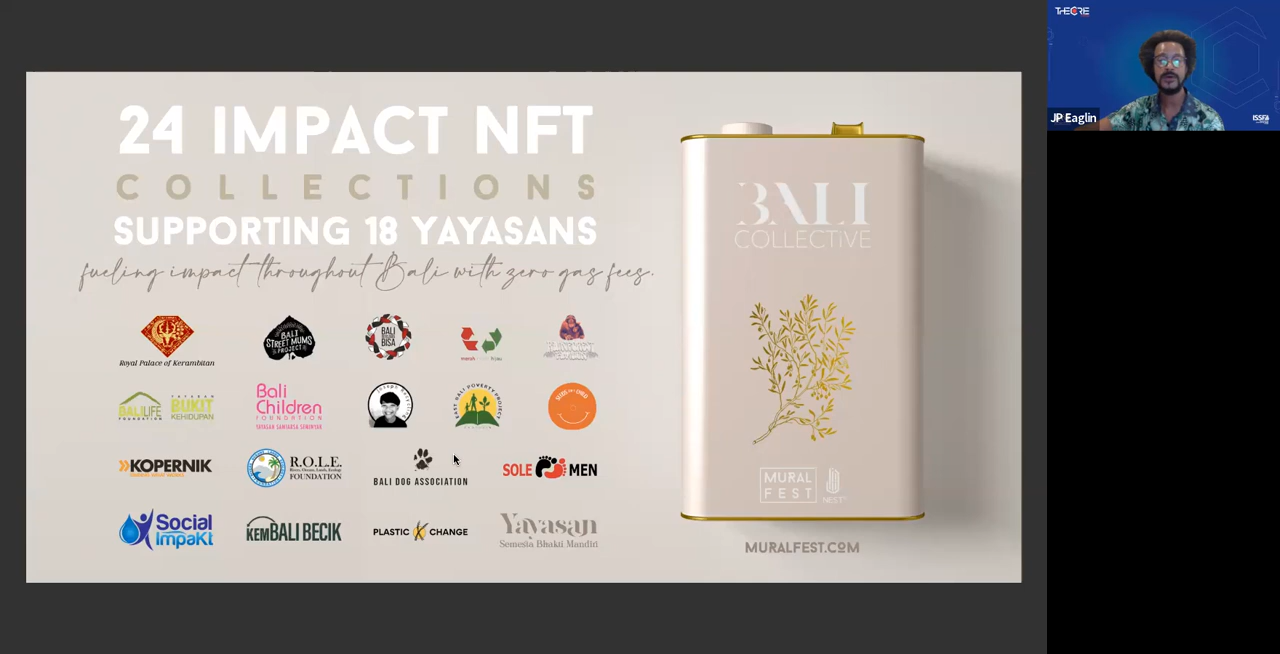 24 IMPACT NFT
COLLECTIONS
SUPPORTING 18 YAYASANS
fueling impact throughout Bali with zero gas fees.
Royal Palace of Kerambitan
BALI STREET MUMS PROJECT
BALI BISA
merah hijau
BALI LIFE FOUNDATION
YAYASAN BUKIT KEHIDUPAN
Bali Children FOUNDATION
EAST BALI POVERTY PROJECT
KOPERNIK
R.O.L.E. FOUNDATION
BALI DOG ASSOCIATION
SOLE MEN
Social ImpaKt
KEMBALI BECIK
PLASTIC X CHANGE
Yayasan
Semesta Bhakti Mandiri
BALI
COLLECTIVE
MURAL
FEST
NEST
MURALFEST.COM
THECORE
JP Eaglin
ISSFA